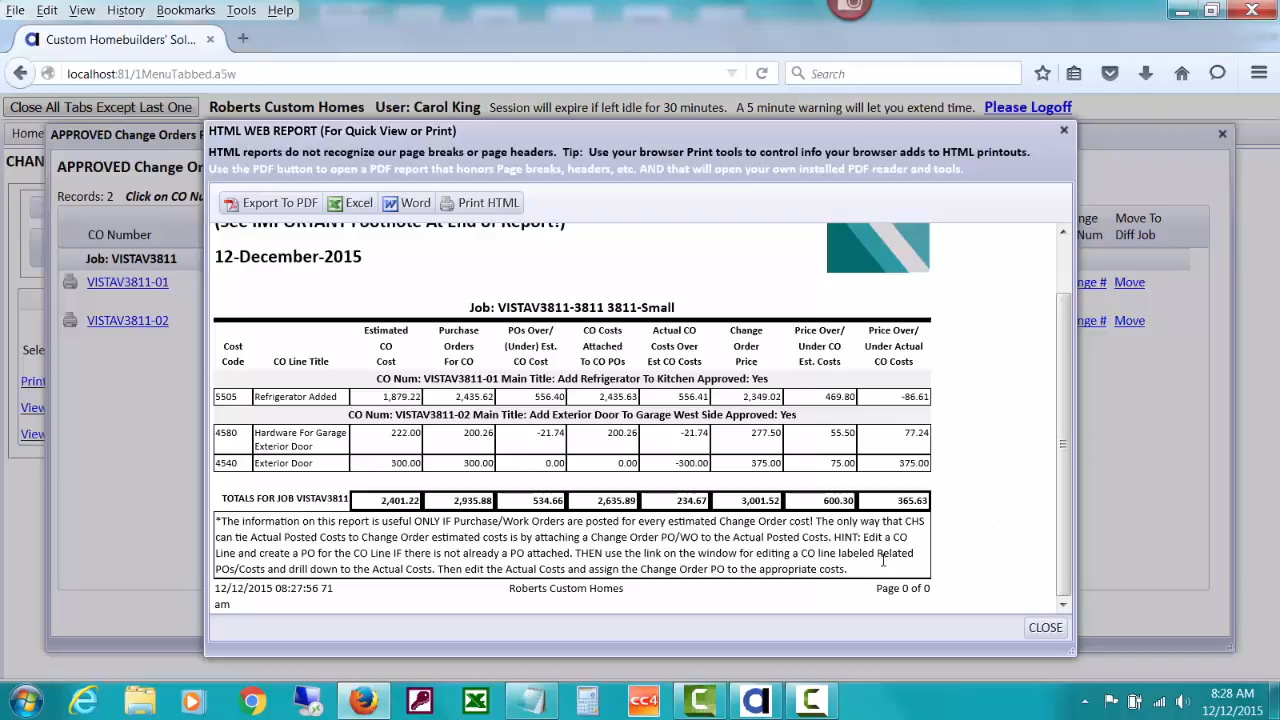 File Edit View History Bookmarks Tools Help
Custom Homebuilders' Sol...
localhost:81/1MenuTabbed.a5w
Search
Close All Tabs Except Last One Roberts Custom Homes User: Carol King Session will expire if left idle for 30 minutes. A 5 minute warning will let you extend time. Please Logoff
Home
APPROVED Change Orders
CHAN
APPROVED Change Or
Records: 2 Click on CO Nu
CO Number
Job: VISTAV3811
VISTAV3811-01
VISTAV3811-02
Sele
Print
View
View
HTML WEB REPORT (For Quick View or Print)
HTML reports do not recognize our page breaks or page headers. Tip: Use your browser Print tools to control info your browser adds to HTML printouts.
Use the PDF button to open a PDF report that honors Page breaks, headers, etc. AND that will open your own installed PDF reader and tools.
Export To PDF Excel Word Print HTML
(See IMPORTANT Footnote At End of Report!)
12-December-2015
Job: VISTAV3811-3811 3811-Small
Estimated Purchase POs Over/ CO Costs Actual CO Change Price Over/ Price Over/
Cost CO Orders (Under) Est. Attached Costs Over Order Under CO Under Actual
Code CO Line Title Cost For CO CO Cost To CO POs Est CO Costs Price Est. Costs CO Costs
CO Num: VISTAV3811-01 Main Title: Add Refrigerator To Kitchen Approved: Yes
5505 Refrigerator Added 1,879.22 2,435.62 556.40 2,435.63 556.41 2,349.02 469.80 -86.61
CO Num: VISTAV3811-02 Main Title: Add Exterior Door To Garage West Side Approved: Yes
4580 Hardware For Garage 222.00 200.26 -21.74 200.26 -21.74 277.50 55.50 77.24
Exterior Door
4540 Exterior Door 300.00 300.00 0.00 0.00 -300.00 375.00 75.00 375.00
TOTALS FOR JOB VISTAV3811 2,401.22 2,935.88 534.66 2,635.89 234.67 3,001.52 600.30 365.63
*The information on this report is useful ONLY IF Purchase/Work Orders are posted for every estimated Change Order cost! The only way that CHS
can tie Actual Posted Costs to Change Order estimated costs is by attaching a Change Order PO/WO to the Actual Posted Costs. HINT: Edit a CO
Line and create a PO for the CO Line IF there is not already a PO attached. THEN use the link on the window for editing a CO line labeled Related
POs/Costs and drill down to the Actual Costs. Then edit the Actual Costs and assign the Change Order PO to the appropriate costs.
12/12/2015 08:27:56 71 Roberts Custom Homes Page 0 of 0
am
CLOSE
nge Move To
Num Diff Job
nge # Move
nge # Move
CC4
8:28 AM
12/12/2015